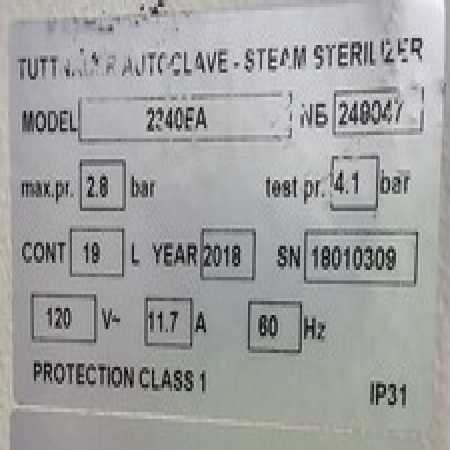 AUTOCLAVE - STEAM STERILIZER
MODEL 2340EA NB
max.pr. 2.8 bar test pr. 4.1 bar
CONT 19 L YEAR 2018 SN 18010309
120 V~ 11.7 A 60 Hz
PROTECTION CLASS 1 IP31